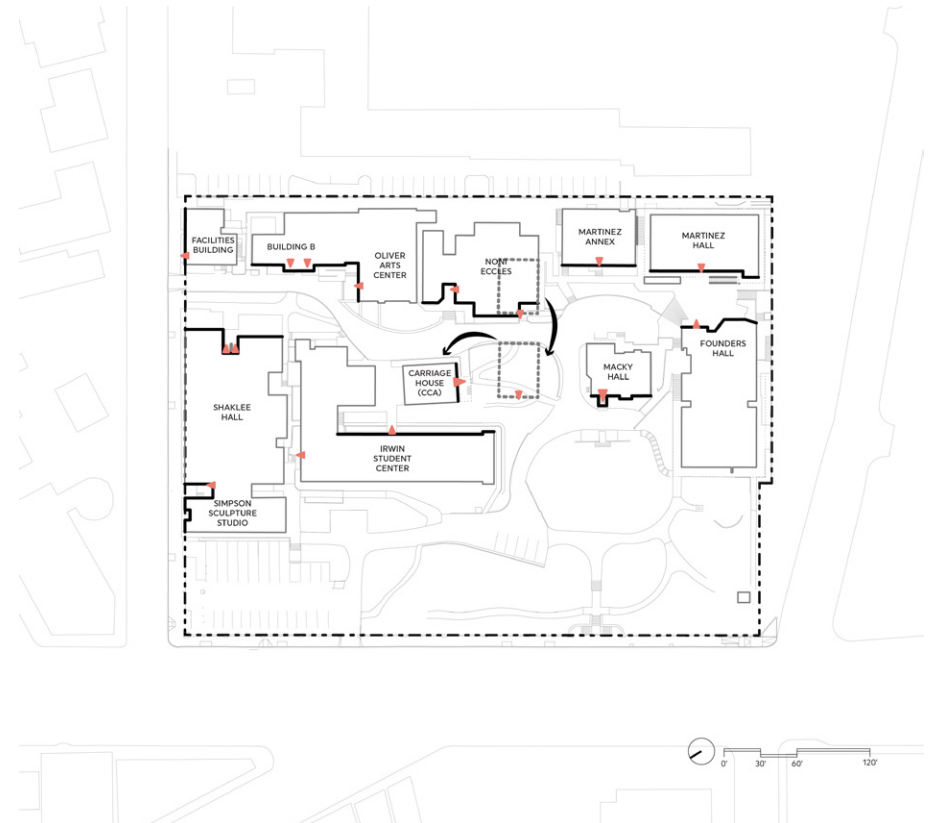 FACILITIES
BUILDING
BUILDING B
OLIVER
ARTS
CENTER
NONI
ECCLES
MARTINEZ
ANNEX
MARTINEZ
HALL
FOUNDERS
HALL
MACKY
HALL
CARRIAGE
HOUSE
(CCA)
SHAKLEE
HALL
IRWIN
STUDENT
CENTER
SIMPSON
SCULPTURE
STUDIO
0' 30' 60' 120'